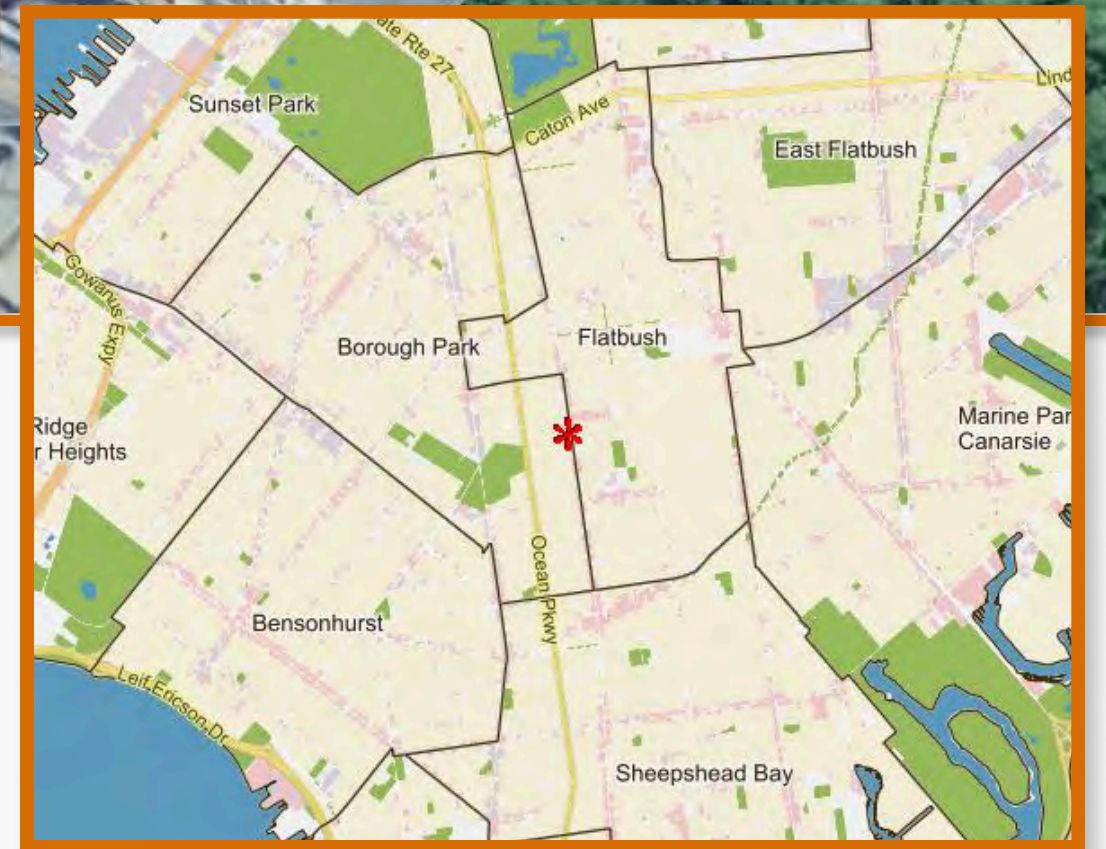 ate Rte 27
Sunset Park
Lind
Caton Ave
East Flatbush
Gowanus Expy
Borough Park
Flatbush
Ridge
r Heights
Marine Par
Canarsie
Ocean Pkwy
Bensonhurst
Leif Ericson Dr
Sheepshead Bay